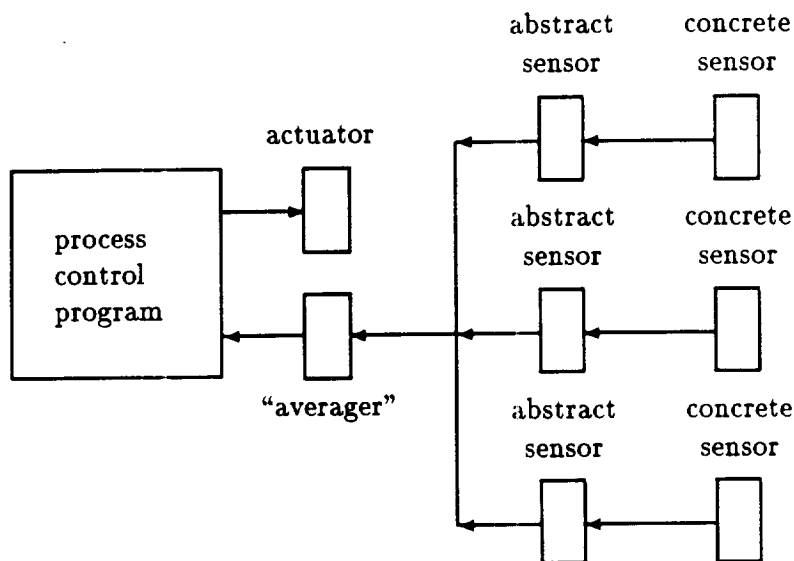 abstract
sensor
concrete
sensor
actuator
process
control
program
abstract
sensor
concrete
sensor
“averager”
abstract
sensor
concrete
sensor